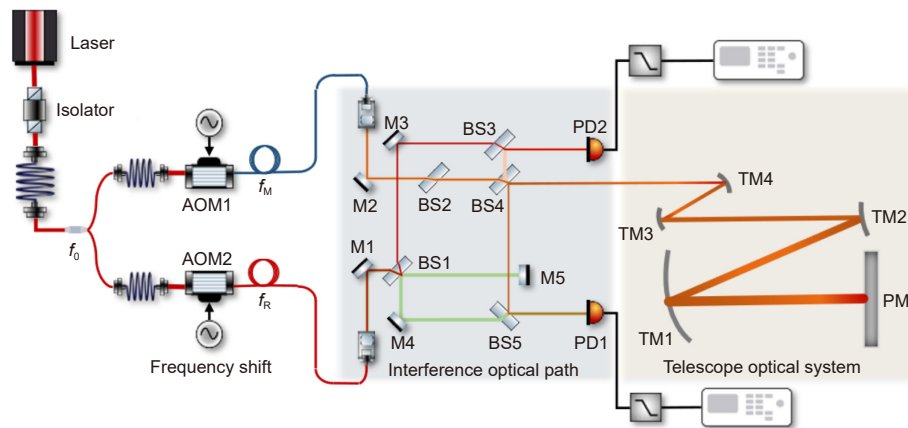 Laser
Isolator
f0
AOM1
fM
AOM2
fR
Frequency shift
M3
BS3
PD2
M2
BS2
BS4
M1
BS1
M5
M4
BS5
PD1
Interference optical path
TM4
TM3
TM2
TM1
PM
Telescope optical system